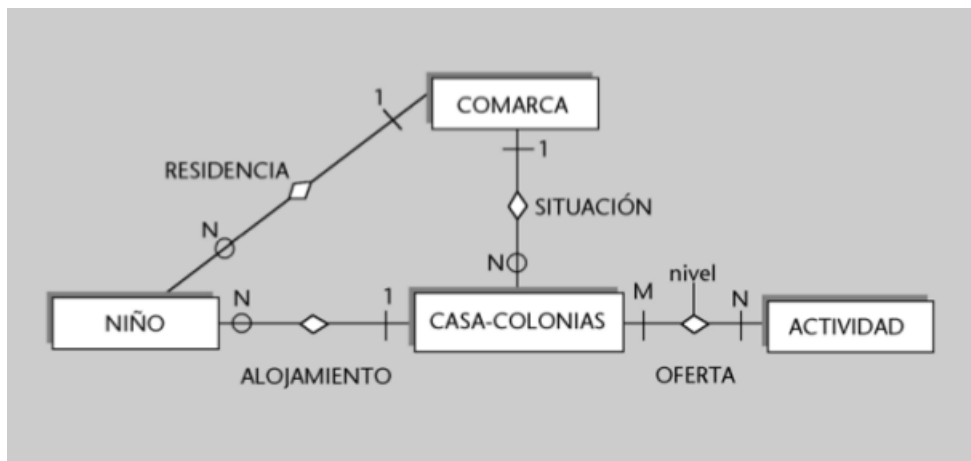 COMARCA
1
1
RESIDENCIA
SITUACIÓN
N
N
nivel
N
1
M
N
NIÑO
CASA-COLONIAS
ACTIVIDAD
ALOJAMIENTO
OFERTA